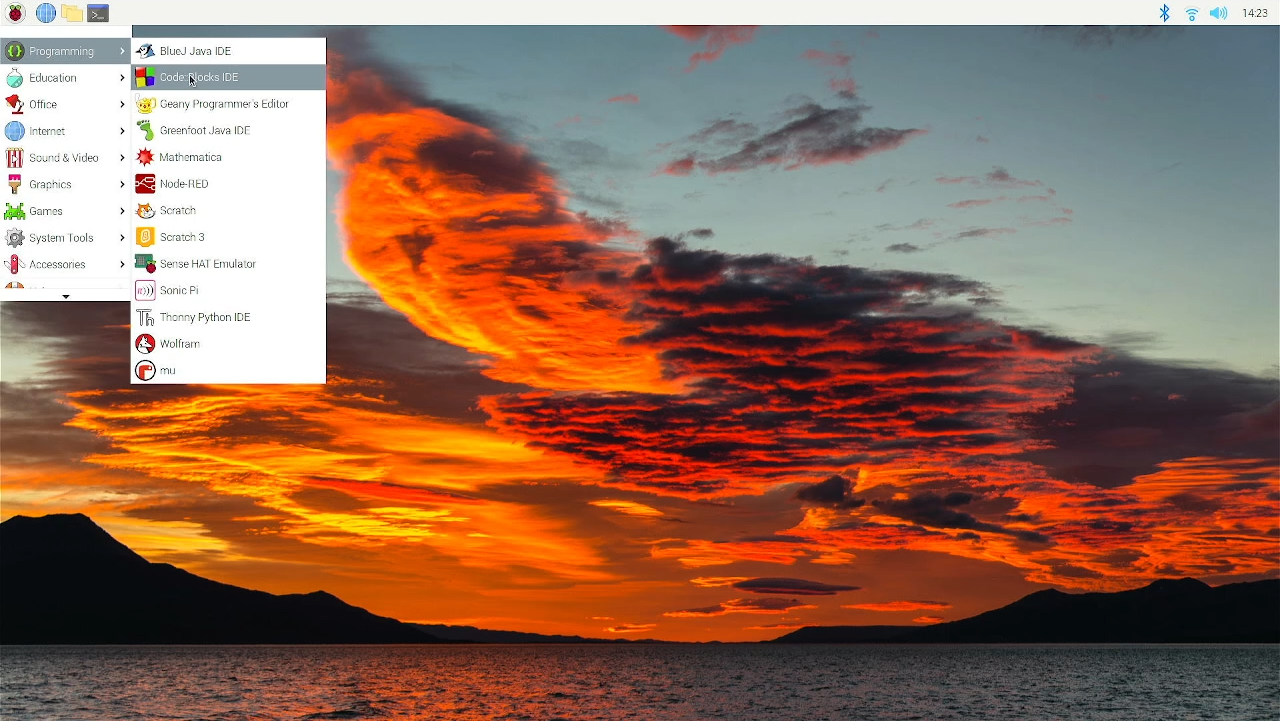 14:23
Programming
Education
Office
Internet
Sound & Video
Graphics
Games
System Tools
Accessories
BlueJ Java IDE
Code::Blocks IDE
Geany Programmer's Editor
Greenfoot Java IDE
Mathematica
Node-RED
Scratch
Scratch 3
Sense HAT Emulator
Sonic Pi
Thonny Python IDE
Wolfram
mu